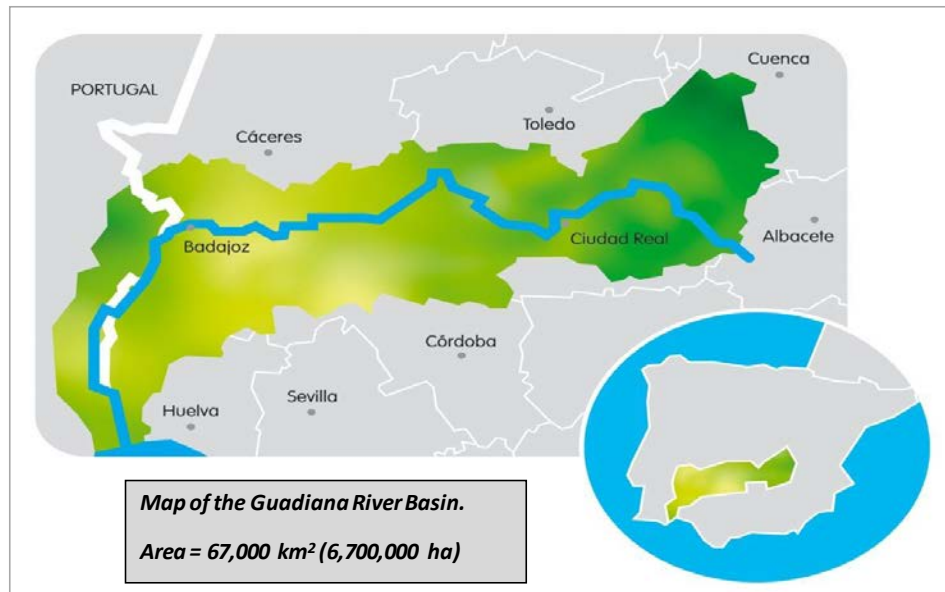 Cuenca
PORTUGAL
Toledo
Cáceres
Albacete
Badajoz
Ciudad Real
Córdoba
Sevilla
Huelva
Map of the Guadiana River Basin.
Area = 67,000 km² (6,700,000 ha)